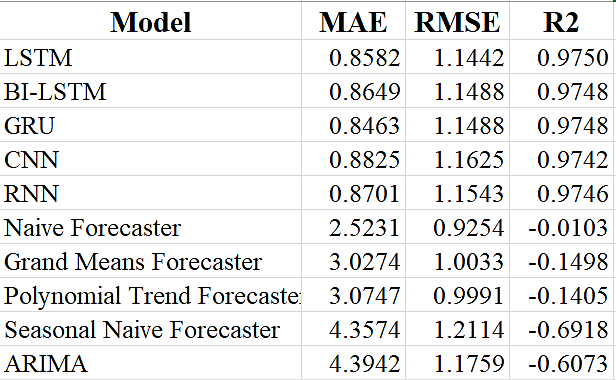 Model MAE RMSE R2
LSTM 0.8582 1.1442 0.9750
BI-LSTM 0.8649 1.1488 0.9748
GRU 0.8463 1.1488 0.9748
CNN 0.8825 1.1625 0.9742
RNN 0.8701 1.1543 0.9746
Naive Forecaster 2.5231 0.9254 -0.0103
Grand Means Forecaster 3.0274 1.0033 -0.1498
Polynomial Trend Forecaste 3.0747 0.9991 -0.1405
Seasonal Naive Forecaster 4.3574 1.2114 -0.6918
ARIMA 4.3942 1.1759 -0.6073